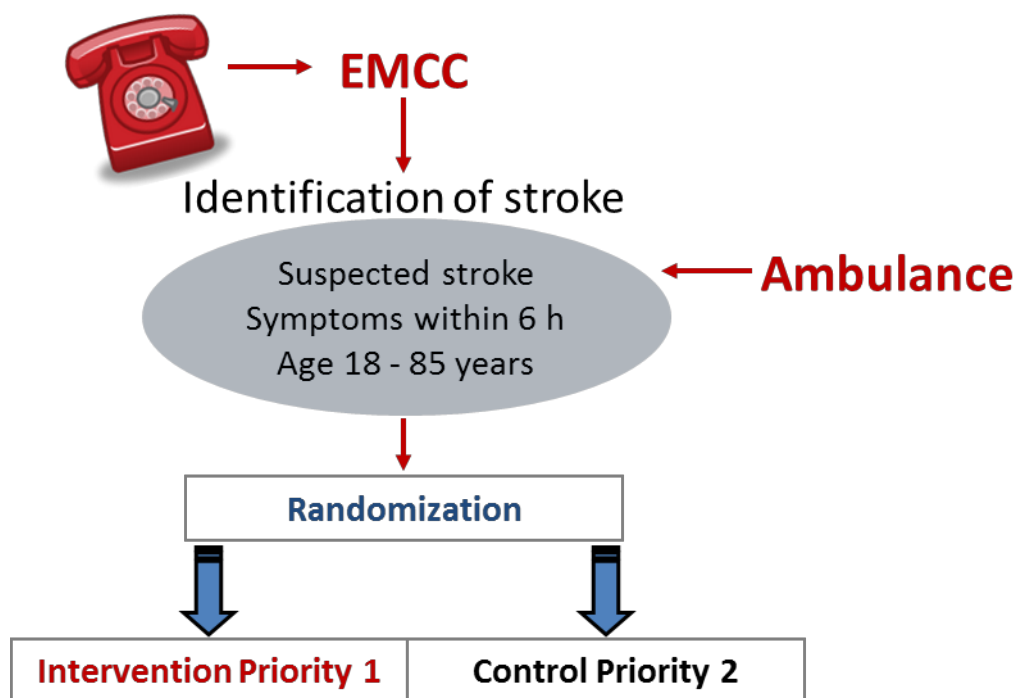 EMCC
Identification of stroke
Suspected stroke
Symptoms within 6 h
Age 18 - 85 years
Ambulance
Randomization
Intervention Priority 1
Control Priority 2